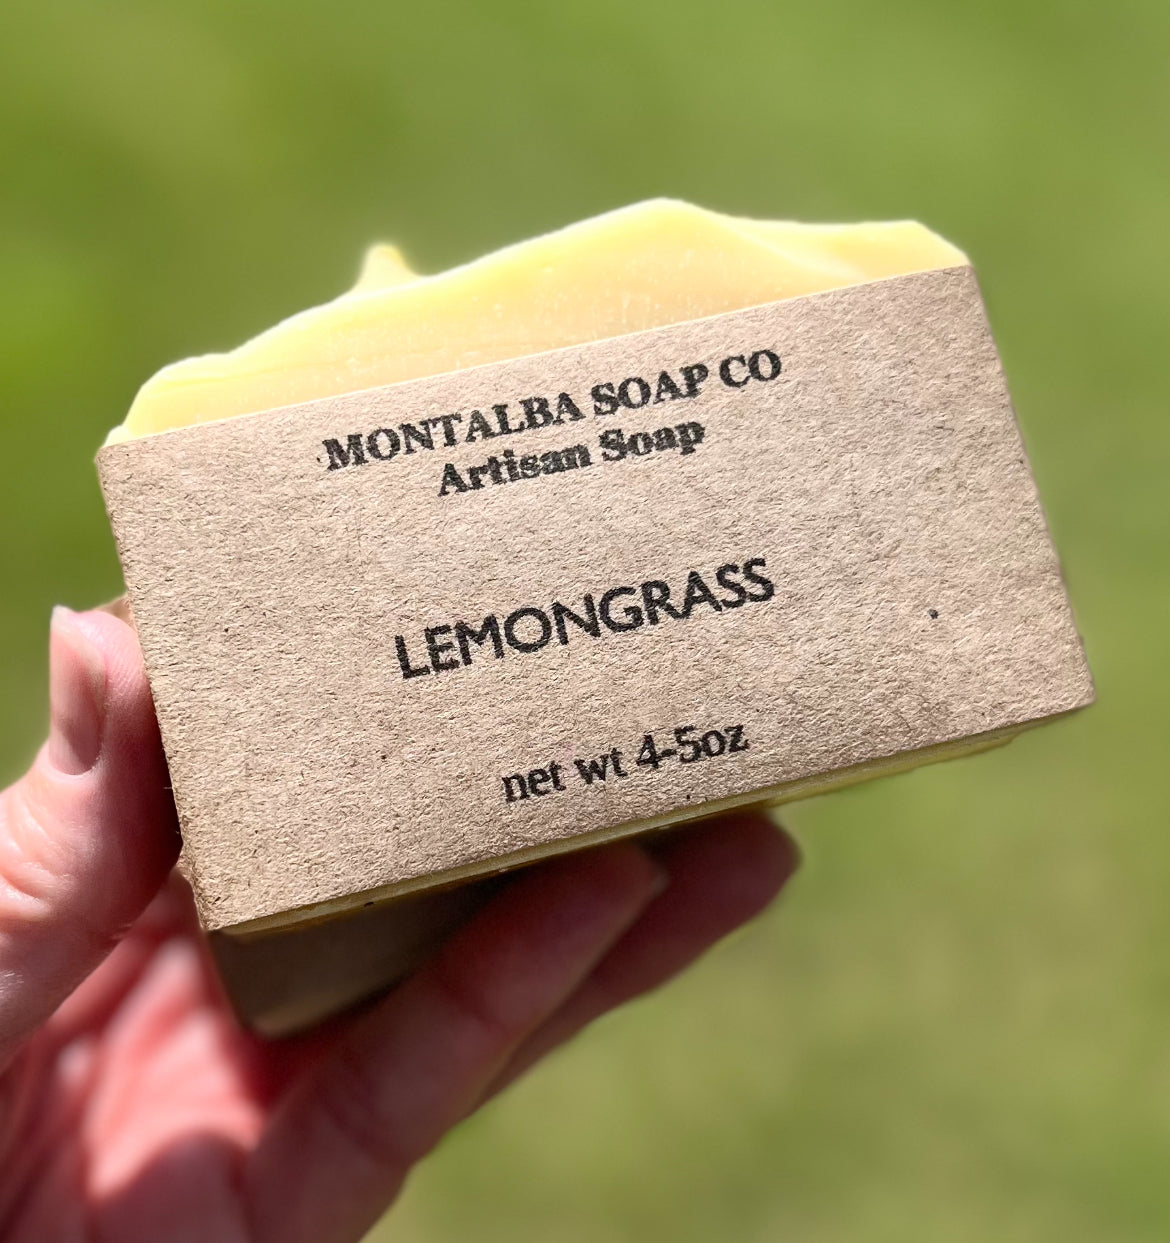 MONTALBA SOAP CO
Artisan Soap
LEMONGRASS
net wt 4-5oz